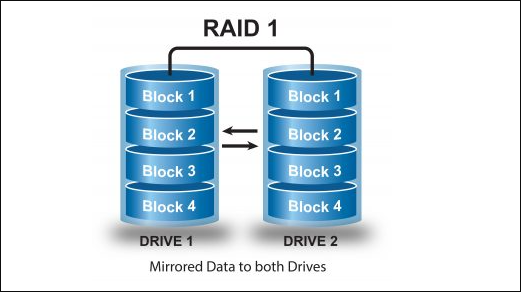 RAID 1
Block 1
Block 2
Block 3
Block 4
DRIVE 1
Block 1
Block 2
Block 3
Block 4
DRIVE 2
Mirrored Data to both Drives